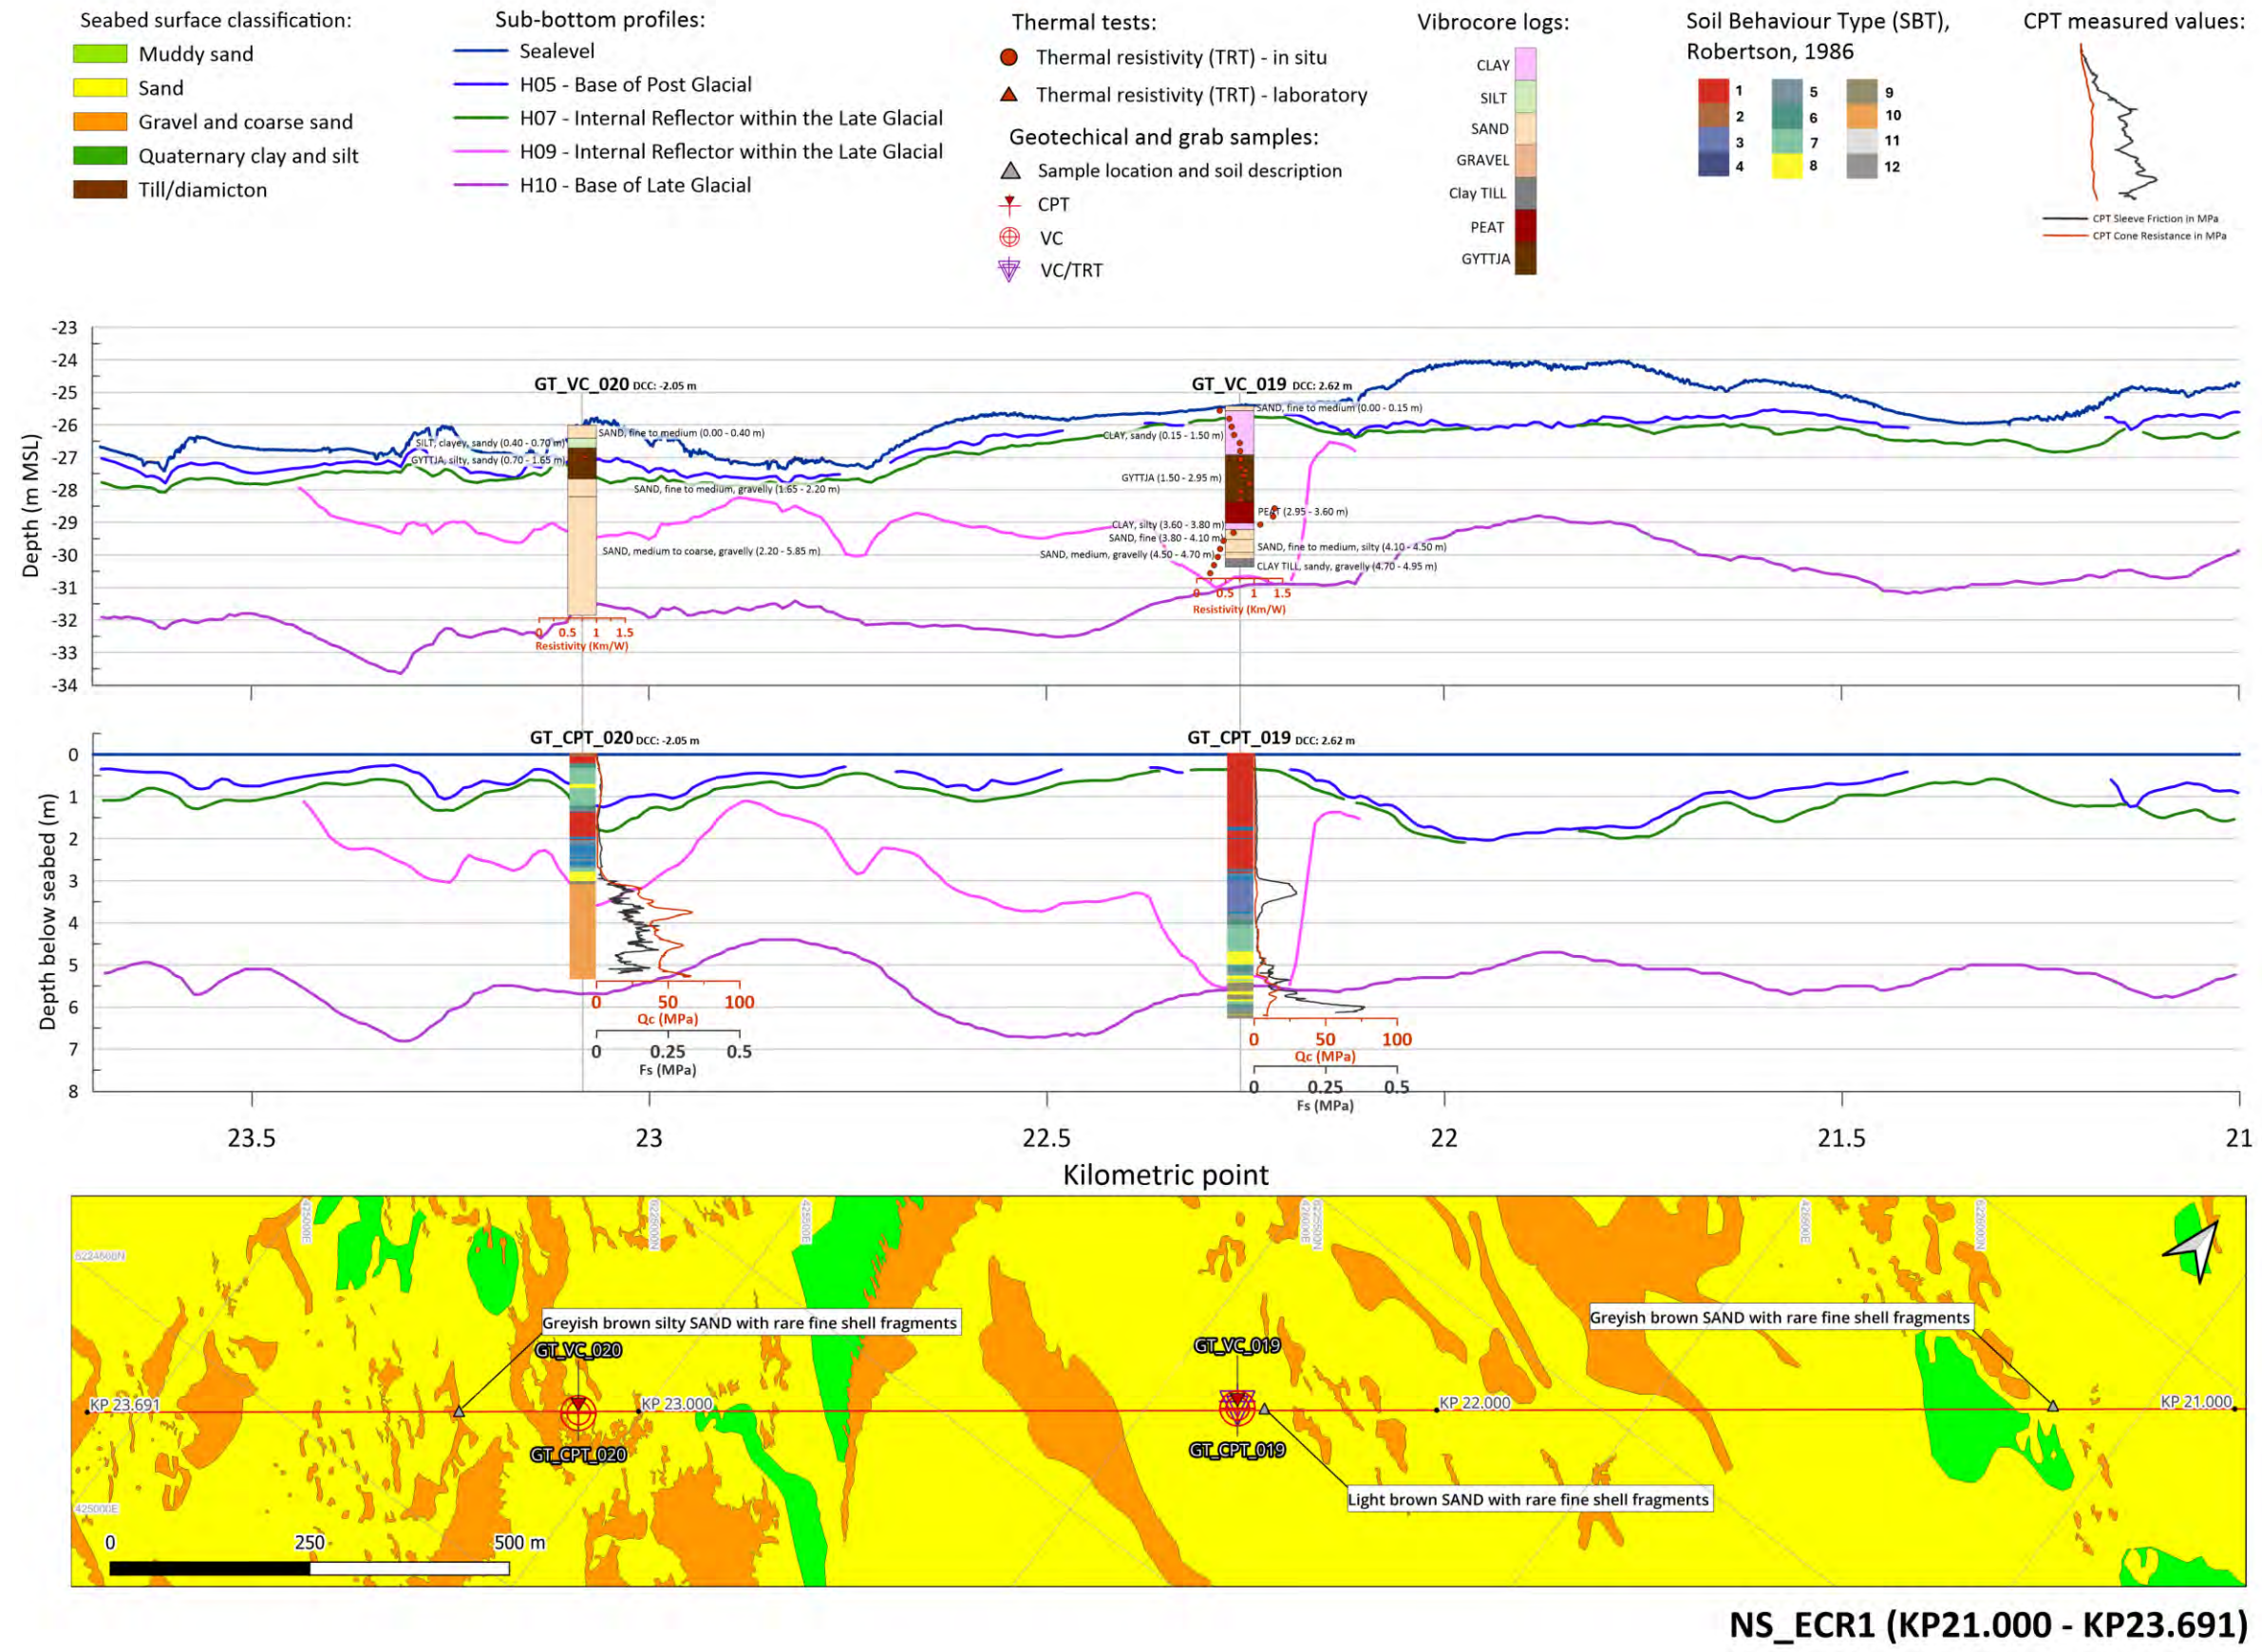 Seabed surface classification:
Muddy sand
Sand
Gravel and coarse sand
Quaternary clay and silt
Till/diamicton
Sub-bottom profiles:
Sealevel
H05 - Base of Post Glacial
H07 - Internal Reflector within the Late Glacial
H09 - Internal Reflector within the Late Glacial
H10 - Base of Late Glacial
Thermal tests:
Thermal resistivity (TRT) - in situ
Thermal resistivity (TRT) - laboratory
Geotechical and grab samples:
Sample location and soil description
CPT
VC
VC/TRT
Vibrocore logs:
CLAY
SILT
SAND
GRAVEL
Clay TILL
PEAT
GYTTJA
Soil Behaviour Type (SBT),
Robertson, 1986
1 5 9
2 6 10
3 7 11
4 8 12
CPT measured values:
CPT Sleeve Friction in MPa
CPT Cone Resistance in MPa
Depth (m MSL)
-23
-24
-25
-26
-27
-28
-29
-30
-31
-32
-33
-34
GT_VC_020 DCC: -2.05 m
SAND, fine to medium (0.00 - 0.40 m)
SILT, clayey, sandy (0.40 - 0.70 m)
GYTTJA, silty, sandy (0.70 - 1.65 m)
SAND, fine to medium, gravelly (1.65 - 2.20 m)
SAND, medium to coarse, gravelly (2.20 - 5.85 m)
0 0.5 1 1.5
Resistivity (Km/W)
GT_VC_019 DCC: 2.62 m
SAND, fine to medium (0.00 - 0.15 m)
CLAY, sandy (0.15 - 1.50 m)
GYTTJA (1.50 - 2.95 m)
PEAT (2.95 - 3.60 m)
CLAY, silty (3.60 - 3.80 m)
SAND, fine (3.80 - 4.10 m)
SAND, fine to medium, silty (4.10 - 4.50 m)
SAND, medium, gravelly (4.50 - 4.70 m)
CLAY TILL, sandy, gravelly (4.70 - 4.95 m)
0 0.5 1 1.5
Resistivity (Km/W)
Depth below seabed (m)
0
1
2
3
4
5
6
7
8
GT_CPT_020 DCC: -2.05 m
0 50 100
Qc (MPa)
0 0.25 0.5
Fs (MPa)
GT_CPT_019 DCC: 2.62 m
0 50 100
Qc (MPa)
0 0.25 0.5
Fs (MPa)
23.5 23 22.5 22 21.5 21
Kilometric point
425000E
425500E
426000E
Greyish brown silty SAND with rare fine shell fragments
Greyish brown SAND with rare fine shell fragments
GT_VC_020
GT_VC_019
KP 23.691
KP 23.000
KP 22.000
KP 21.000
GT_CPT_020
GT_CPT_019
Light brown SAND with rare fine shell fragments
425000E
0 250 500 m
NS_ECR1 (KP21.000 - KP23.691)